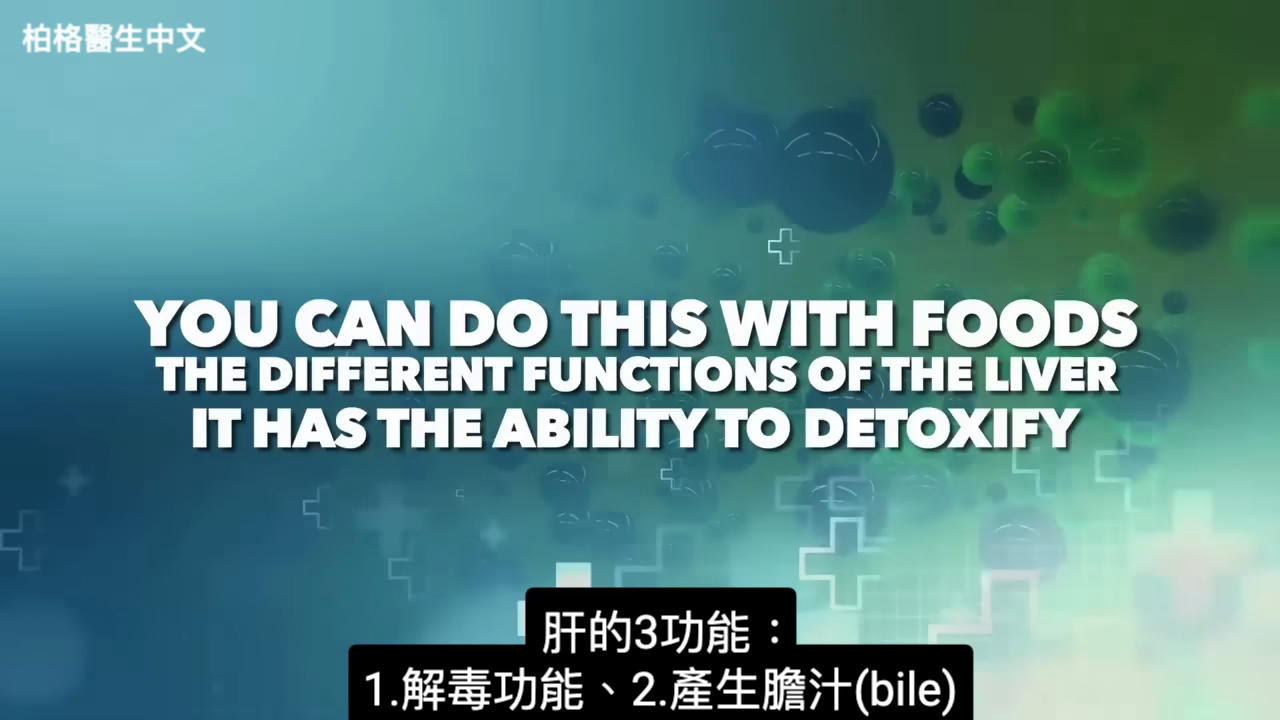 柏格醫生中文
YOU CAN DO THIS WITH FOODS
THE DIFFERENT FUNCTIONS OF THE LIVER
IT HAS THE ABILITY TO DETOXIFY
肝的3功能：
1.解毒功能、2.產生膽汁(bile)